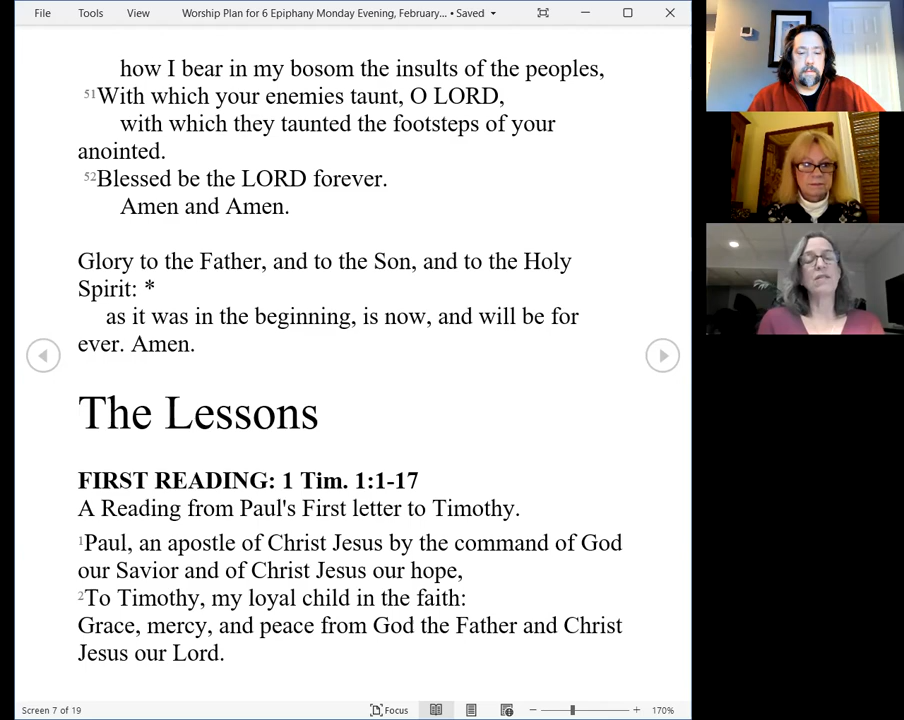 File Tools View Worship Plan for 6 Epiphany Monday Evening, February... • Saved
how I bear in my bosom the insults of the peoples,
51With which your enemies taunt, O LORD,
with which they taunted the footsteps of your
anointed.
52Blessed be the LORD forever.
Amen and Amen.
Glory to the Father, and to the Son, and to the Holy
Spirit: *
as it was in the beginning, is now, and will be for
ever. Amen.
The Lessons
FIRST READING: 1 Tim. 1:1-17
A Reading from Paul's First letter to Timothy.
1Paul, an apostle of Christ Jesus by the command of God
our Savior and of Christ Jesus our hope,
2To Timothy, my loyal child in the faith:
Grace, mercy, and peace from God the Father and Christ
Jesus our Lord.
Screen 7 of 19 Focus 170%